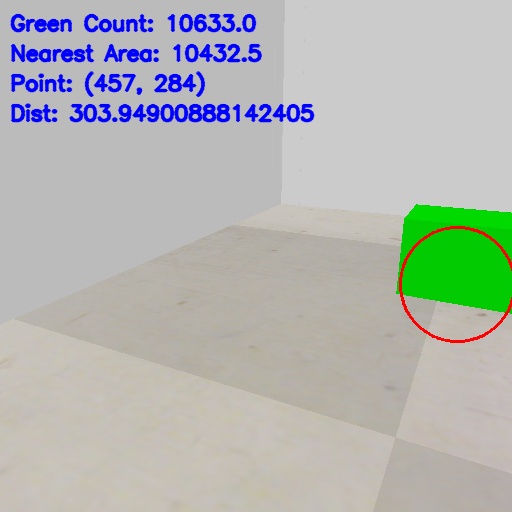 Green Count: 10633.0
Nearest Area: 10432.5
Point: (457, 284)
Dist: 303.94900888142405